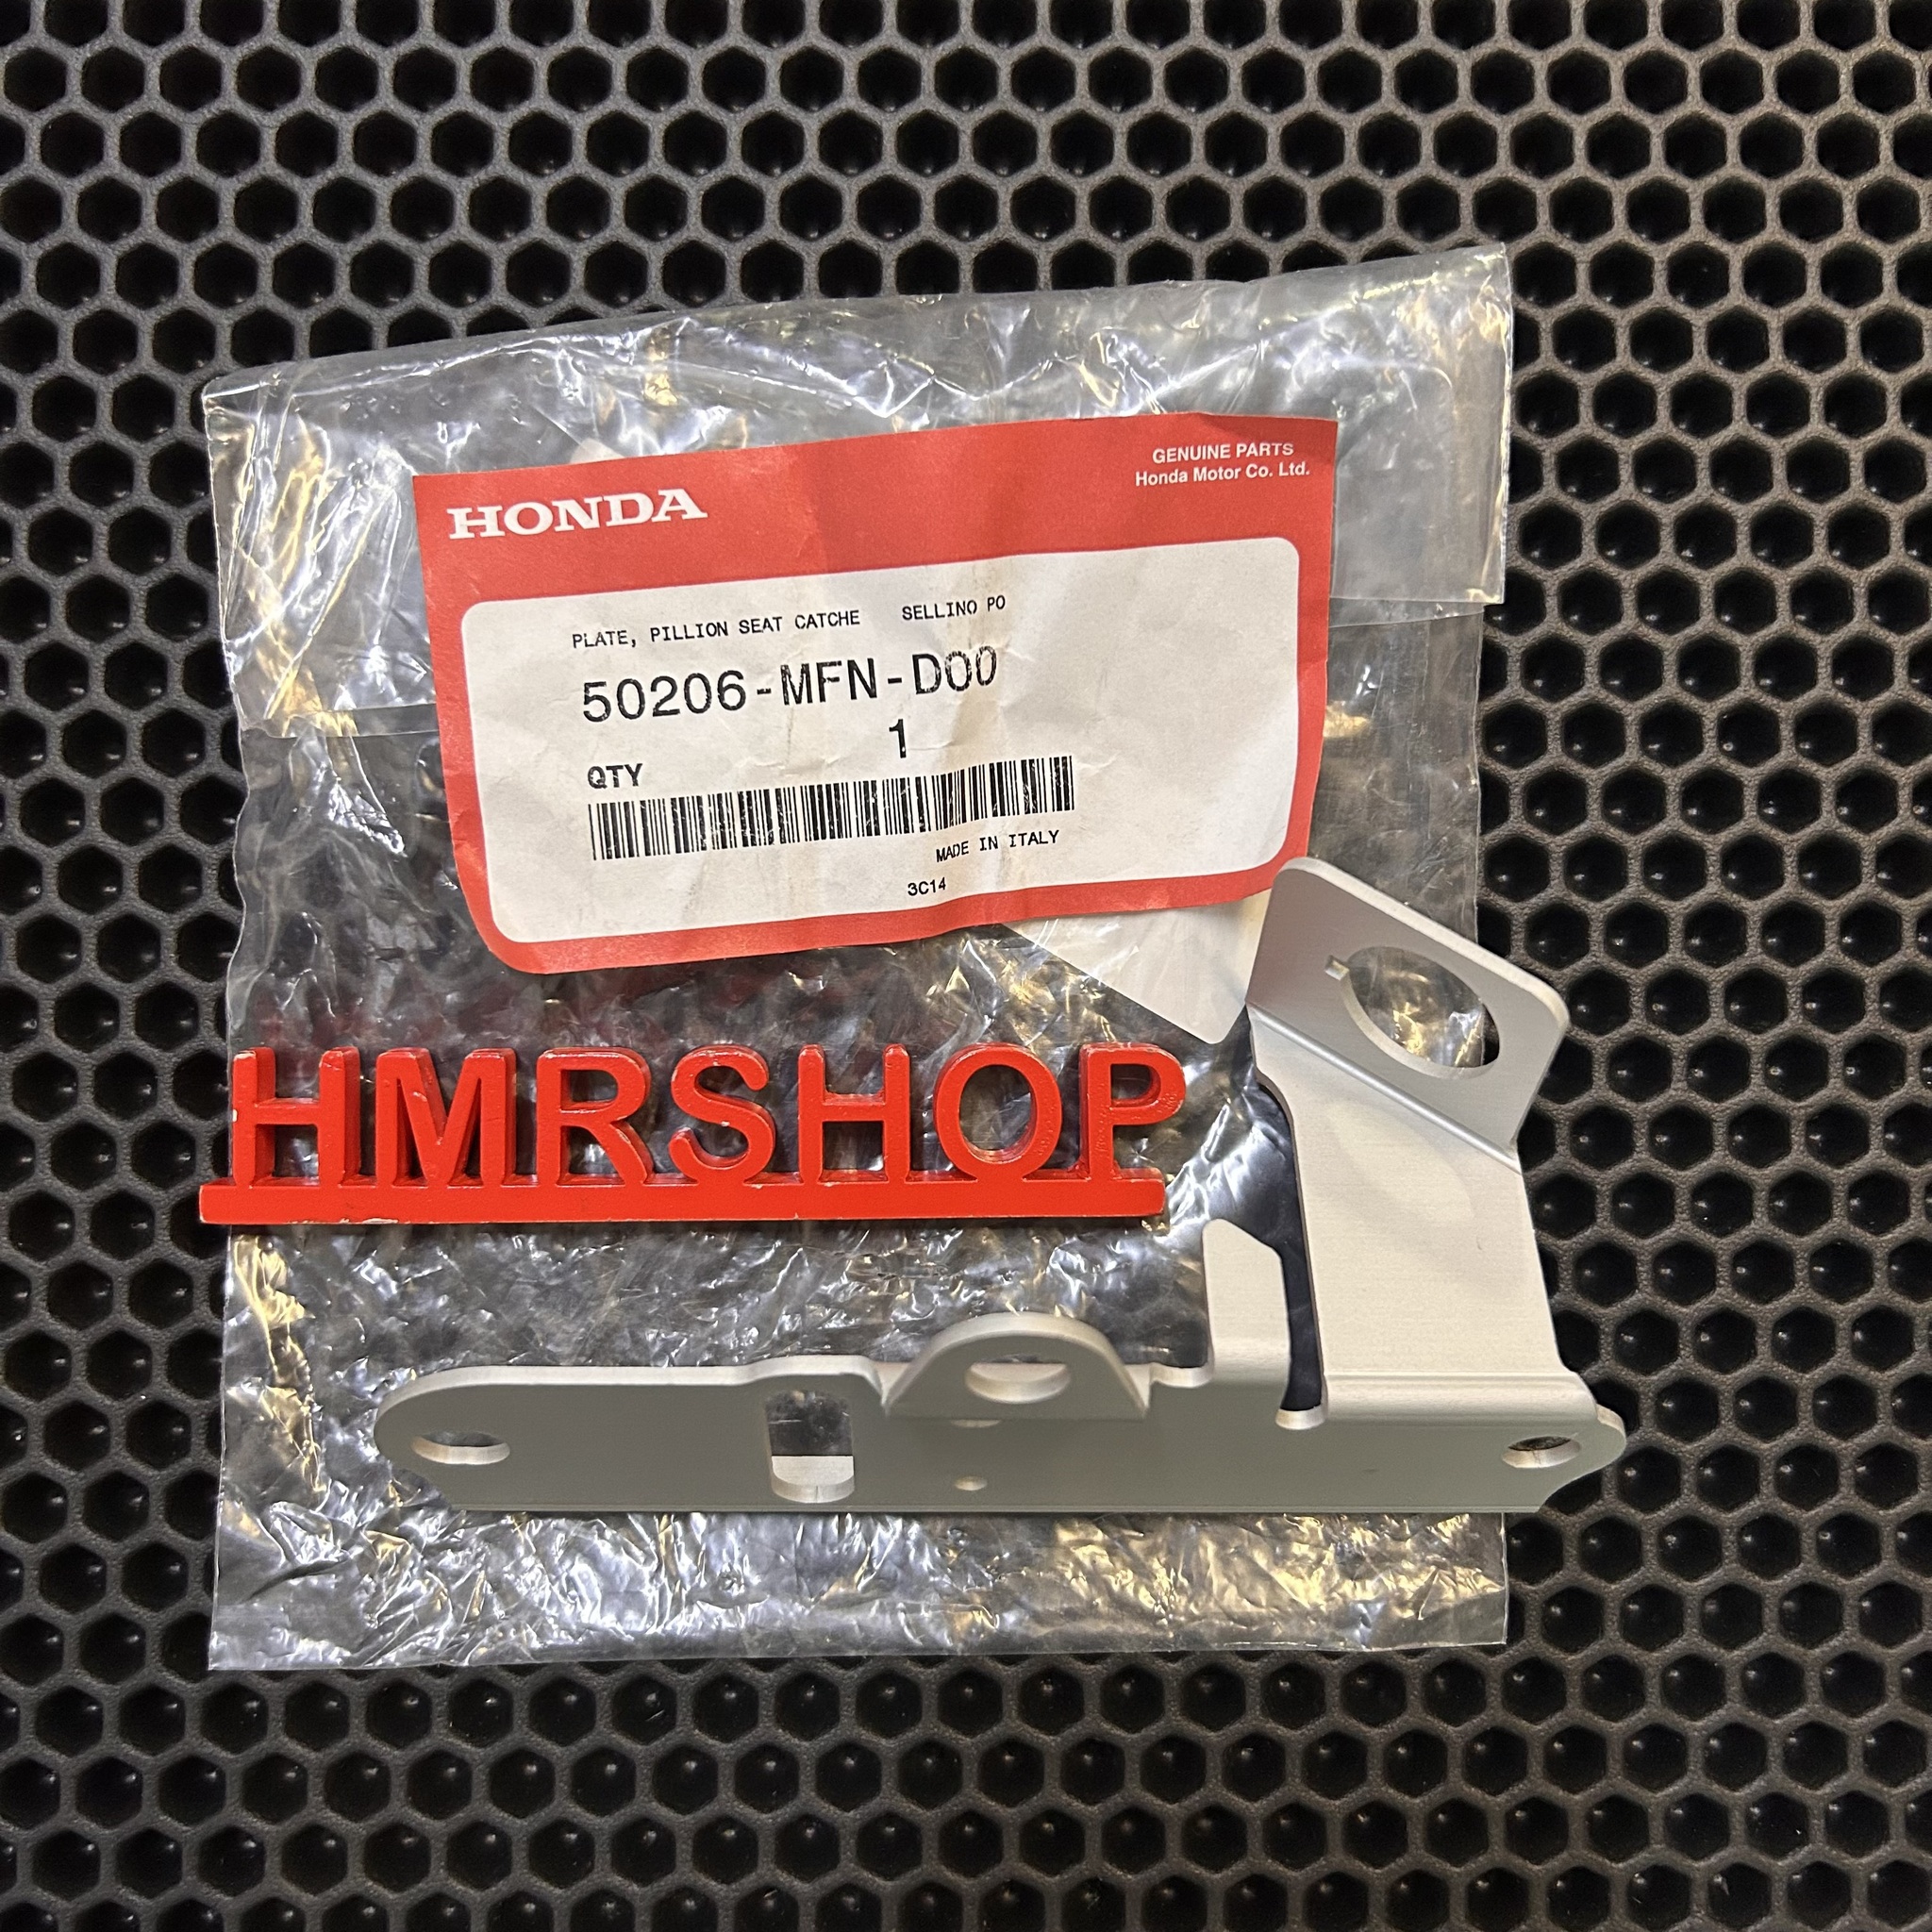 HONDA
GENUINE PARTS
Honda Motor Co. Ltd.
PLATE, PILLION SEAT CATCHE SELLINO PO
50206-MFN-D00
QTY 1
MADE IN ITALY
3C14
HMRSHOP